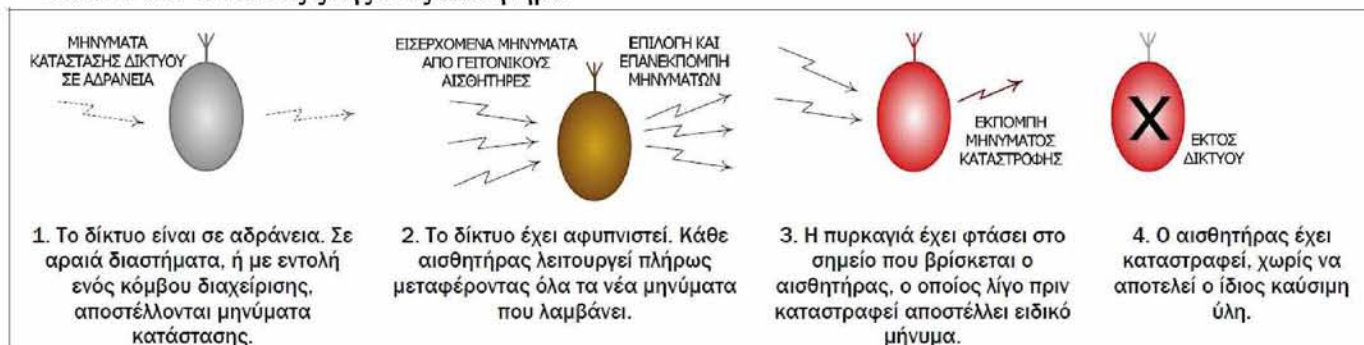 ΜΗΝΥΜΑΤΑ
ΚΑΤΑΣΤΑΣΗΣ ΔΙΚΤΥΟΥ
ΣΕ ΑΔΡΑΝΕΙΑ
1. Το δίκτυο είναι σε αδράνεια. Σε
αραιά διαστήματα, ή με εντολή
ενός κόμβου διαχείρισης,
αποστέλλονται μηνύματα
κατάστασης.
ΕΙΣΕΡΧΟΜΕΝΑ ΜΗΝΥΜΑΤΑ
ΑΠΟ ΓΕΙΤΟΝΙΚΟΥΣ
ΑΙΣΘΗΤΗΡΕΣ
ΕΠΙΛΟΓΗ ΚΑΙ
ΕΠΑΝΕΚΠΟΜΠΗ
ΜΗΝΥΜΑΤΩΝ
2. Το δίκτυο έχει αφυπνιστεί. Κάθε
αισθητήρας λειτουργεί πλήρως
μεταφέροντας όλα τα νέα μηνύματα
που λαμβάνει.
ΕΚΠΟΜΠΗ
ΜΗΝΥΜΑΤΟΣ
ΚΑΤΑΣΤΡΟΦΗΣ
3. Η πυρκαγιά έχει φτάσει στο
σημείο που βρίσκεται ο
αισθητήρας, ο οποίος λίγο πριν
καταστραφεί αποστέλλει ειδικό
μήνυμα.
X
ΕΚΤΟΣ
ΔΙΚΤΥΟΥ
4. Ο αισθητήρας έχει
καταστραφεί, χωρίς να
αποτελεί ο ίδιος καύσιμη
ύλη.